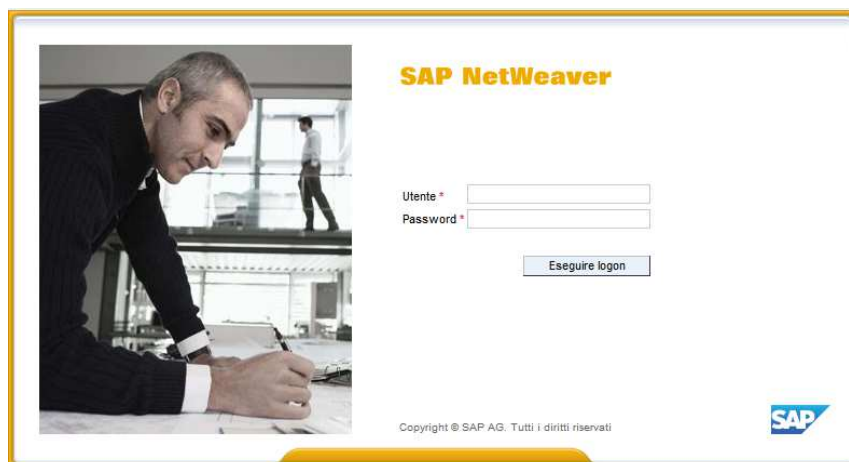 SAP NetWeaver
Utente *
Password *
Eseguire logon
Copyright © SAP AG. Tutti i diritti riservati
SAP